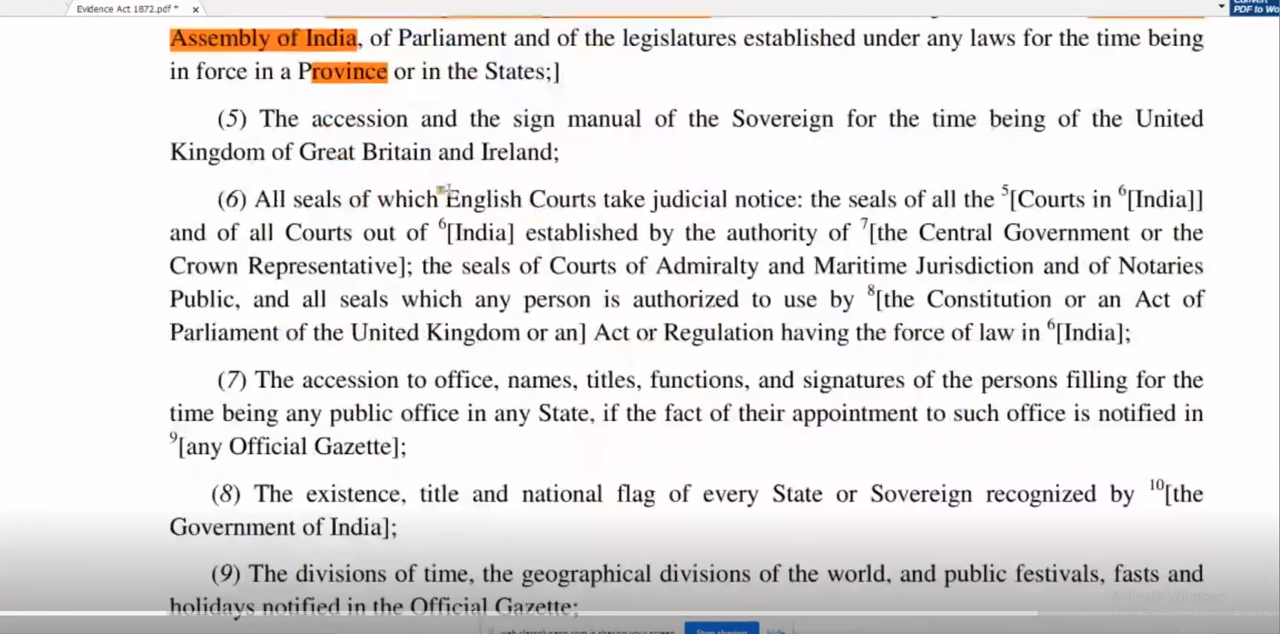 Evidence Act 1872.pdf * x
PDF to Wo
Assembly of India, of Parliament and of the legislatures established under any laws for the time being
in force in a Province or in the States;]
(5) The accession and the sign manual of the Sovereign for the time being of the United
Kingdom of Great Britain and Ireland;
(6) All seals of which English Courts take judicial notice: the seals of all the 5[Courts in 6[India]]
and of all Courts out of 6[India] established by the authority of 7[the Central Government or the
Crown Representative]; the seals of Courts of Admiralty and Maritime Jurisdiction and of Notaries
Public, and all seals which any person is authorized to use by 8[the Constitution or an Act of
Parliament of the United Kingdom or an] Act or Regulation having the force of law in 6[India];
(7) The accession to office, names, titles, functions, and signatures of the persons filling for the
time being any public office in any State, if the fact of their appointment to such office is notified in
9[any Official Gazette];
(8) The existence, title and national flag of every State or Sovereign recognized by 10[the
Government of India];
(9) The divisions of time, the geographical divisions of the world, and public festivals, fasts and
holidays notified in the Official Gazette;
Activate Windows
is sharing your screen
Stop sharing
Hide